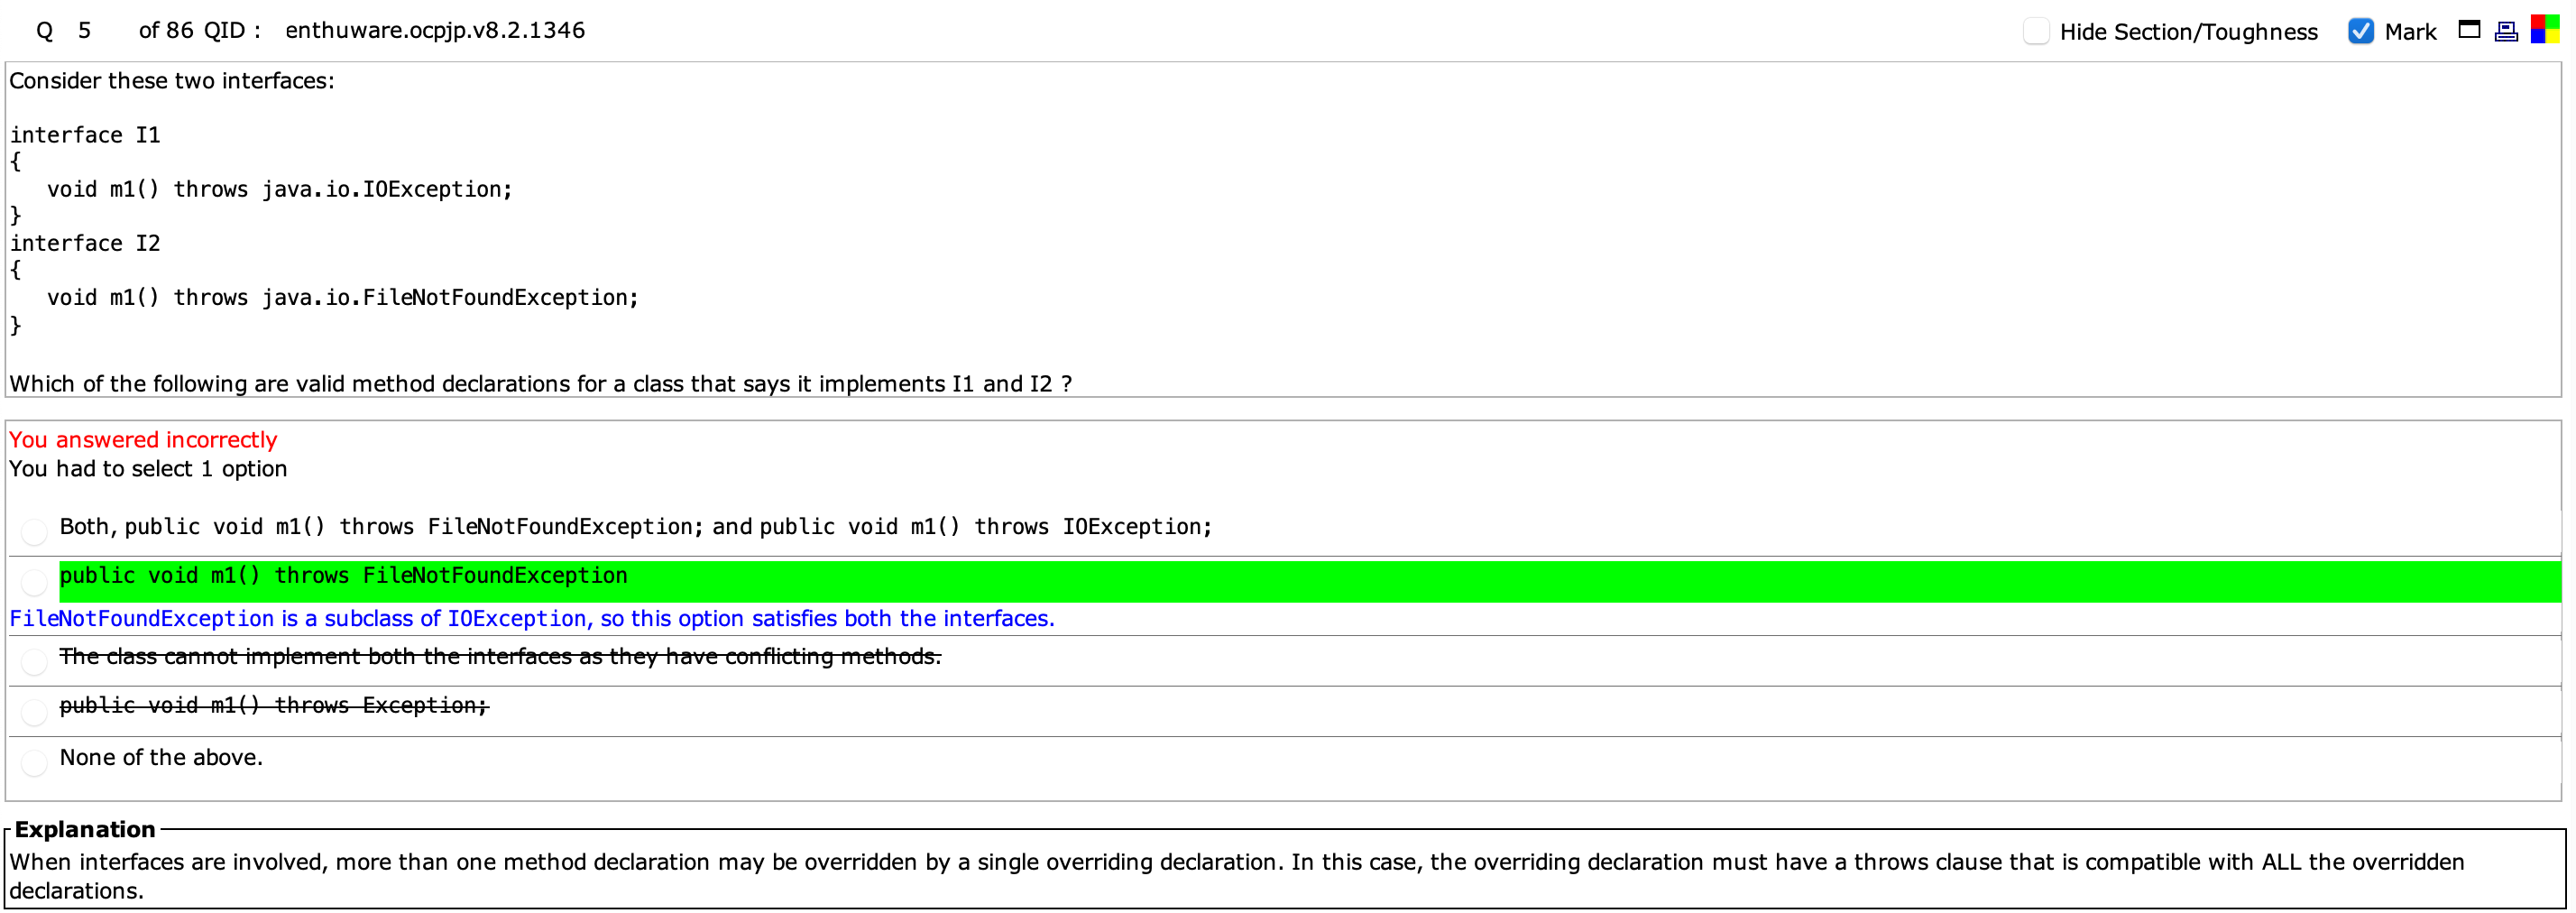 Q 5 of 86 QID : enthuware.ocpjp.v8.2.1346 Hide Section/Toughness Mark
Consider these two interfaces:
interface I1
{
void m1() throws java.io.IOException;
}
interface I2
{
void m1() throws java.io.FileNotFoundException;
}
Which of the following are valid method declarations for a class that says it implements I1 and I2 ?
You answered incorrectly
You had to select 1 option
Both, public void m1() throws FileNotFoundException; and public void m1() throws IOException;
public void m1() throws FileNotFoundException
FileNotFoundException is a subclass of IOException, so this option satisfies both the interfaces.
The class cannot implement both the interfaces as they have conflicting methods.
public void m1() throws Exception;
None of the above.
Explanation
When interfaces are involved, more than one method declaration may be overridden by a single overriding declaration. In this case, the overriding declaration must have a throws clause that is compatible with ALL the overridden
declarations.